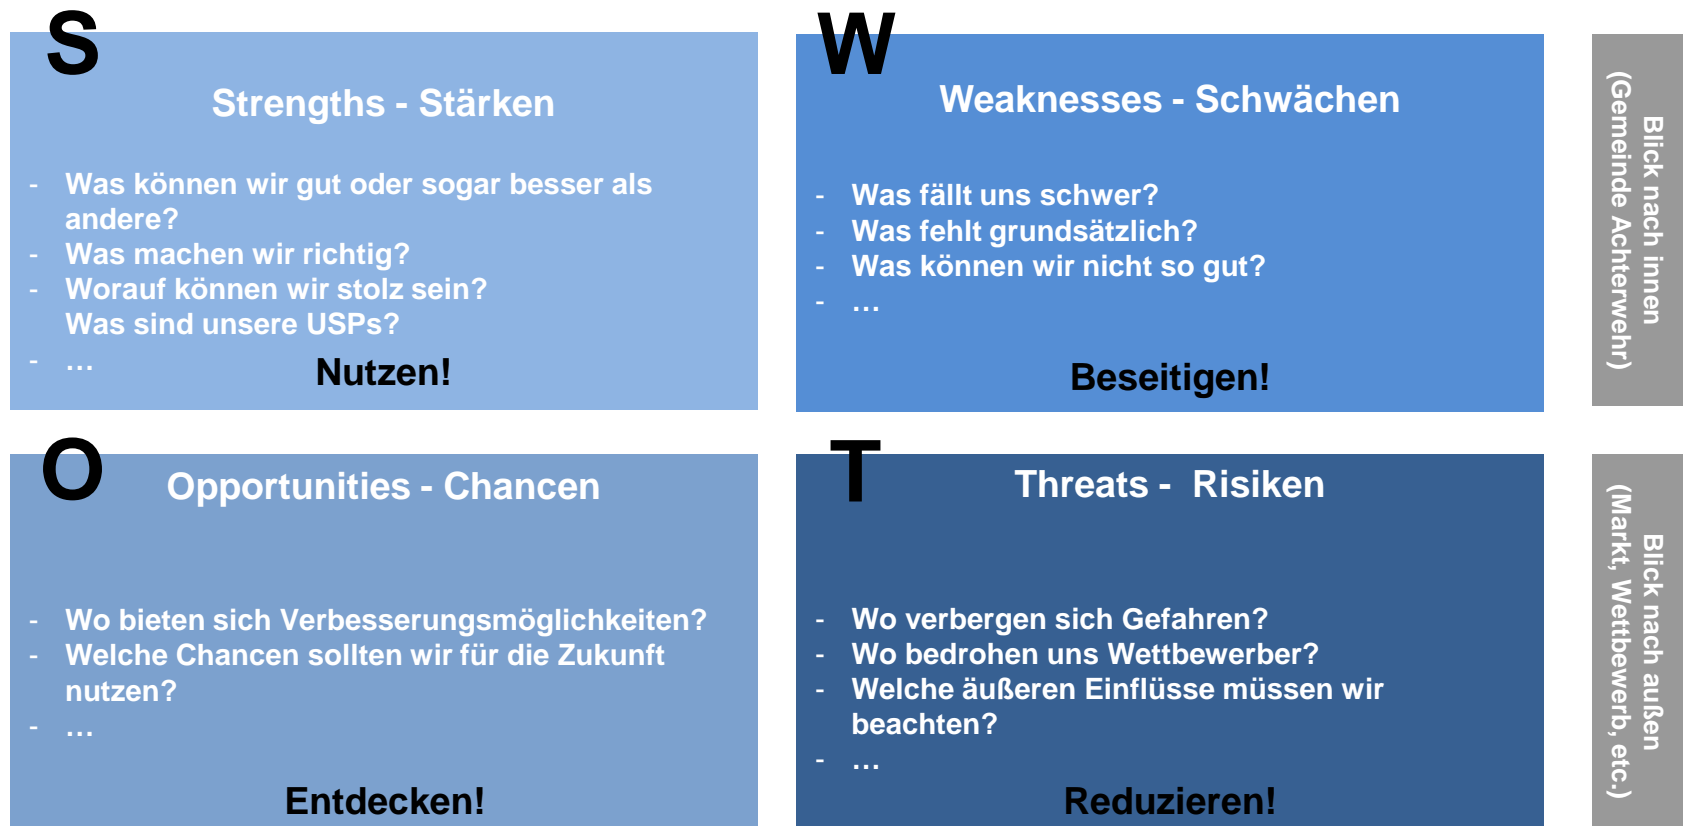 S
Strengths - Stärken
- Was können wir gut oder sogar besser als
andere?
- Was machen wir richtig?
- Worauf können wir stolz sein?
Was sind unsere USPs?
- …
Nutzen!
W
Weaknesses - Schwächen
- Was fällt uns schwer?
- Was fehlt grundsätzlich?
- Was können wir nicht so gut?
- …
Beseitigen!
Blick nach innen
(Gemeinde Achterwehr)
O
Opportunities - Chancen
- Wo bieten sich Verbesserungsmöglichkeiten?
- Welche Chancen sollten wir für die Zukunft
nutzen?
- …
Entdecken!
T
Threats - Risiken
- Wo verbergen sich Gefahren?
- Wo bedrohen uns Wettbewerber?
- Welche äußeren Einflüsse müssen wir
beachten?
- …
Reduzieren!
Blick nach außen
(Markt, Wettbewerb, etc.)